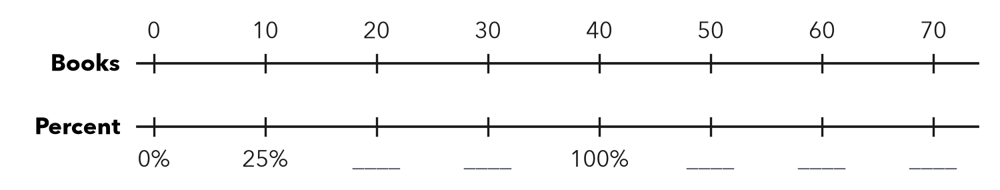 0 10 20 30 40 50 60 70
Books
Percent
0% 25% ____ ____ 100% ____ ____ ____